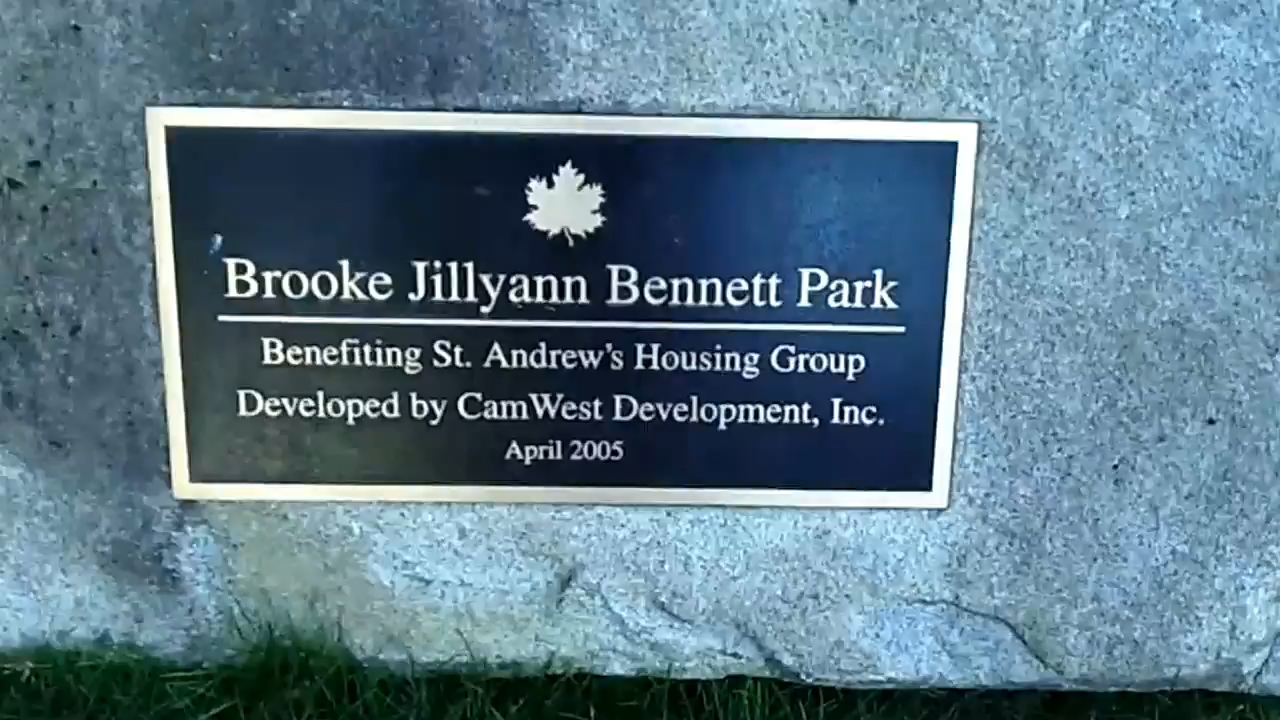 Brooke Jillyann Bennett Park
Benefiting St. Andrew's Housing Group
Developed by CamWest Development, Inc.
April 2005